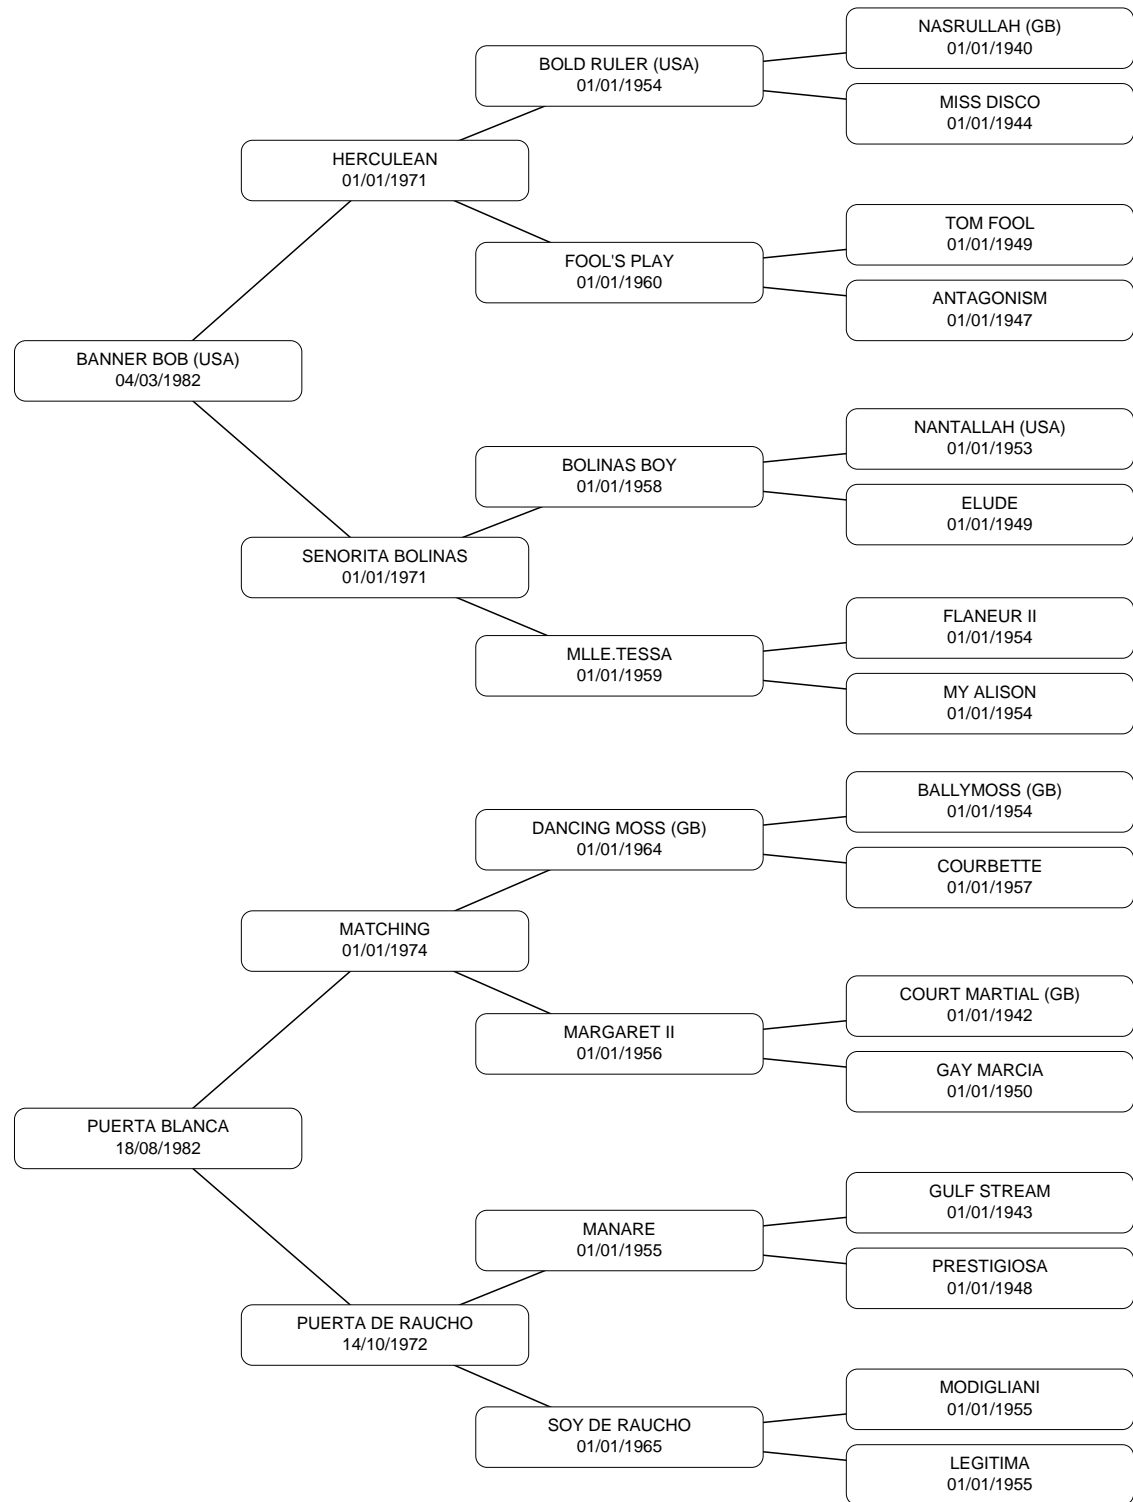 NASRULLAH (GB)
01/01/1940
BOLD RULER (USA)
01/01/1954
MISS DISCO
01/01/1944
HERCULEAN
01/01/1971
TOM FOOL
01/01/1949
FOOL'S PLAY
01/01/1960
ANTAGONISM
01/01/1947
BANNER BOB (USA)
04/03/1982
NANTALLAH (USA)
01/01/1953
BOLINAS BOY
01/01/1958
ELUDE
01/01/1949
SENORITA BOLINAS
01/01/1971
FLANEUR II
01/01/1954
MLLE.TESSA
01/01/1959
MY ALISON
01/01/1954
BALLYMOSS (GB)
01/01/1954
DANCING MOSS (GB)
01/01/1964
COURBETTE
01/01/1957
MATCHING
01/01/1974
COURT MARTIAL (GB)
01/01/1942
MARGARET II
01/01/1956
GAY MARCIA
01/01/1950
PUERTA BLANCA
18/08/1982
GULF STREAM
01/01/1943
MANARE
01/01/1955
PRESTIGIOSA
01/01/1948
PUERTA DE RAUCHO
14/10/1972
MODIGLIANI
01/01/1955
SOY DE RAUCHO
01/01/1965
LEGITIMA
01/01/1955